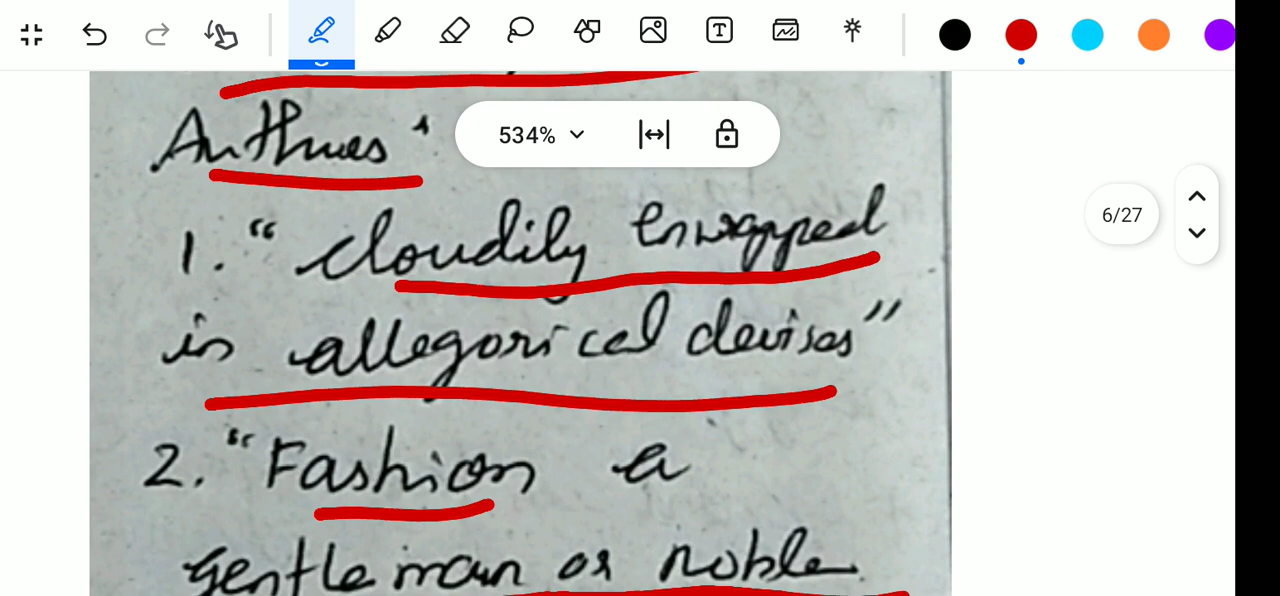 534%
6/27
Anthues
1. "Cloudily Enwrapped
in allegorical devises"
2. "Fashion a
gentleman or noble